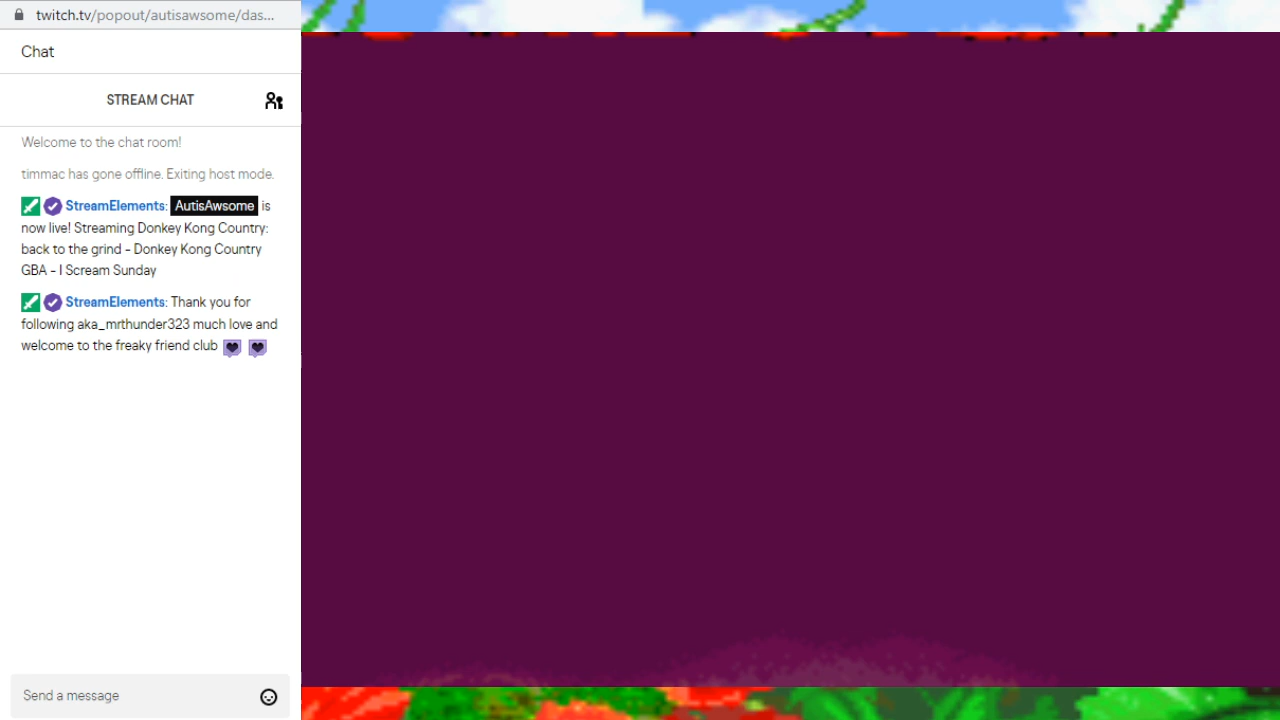 twitch.tv/popout/autisawsome/das...
Chat
STREAM CHAT
Welcome to the chat room!
timmac has gone offline. Exiting host mode.
StreamElements: AutisAwsome is
now live! Streaming Donkey Kong Country:
back to the grind - Donkey Kong Country
GBA - I Scream Sunday
StreamElements: Thank you for
following aka_mrthunder323 much love and
welcome to the freaky friend club
Send a message